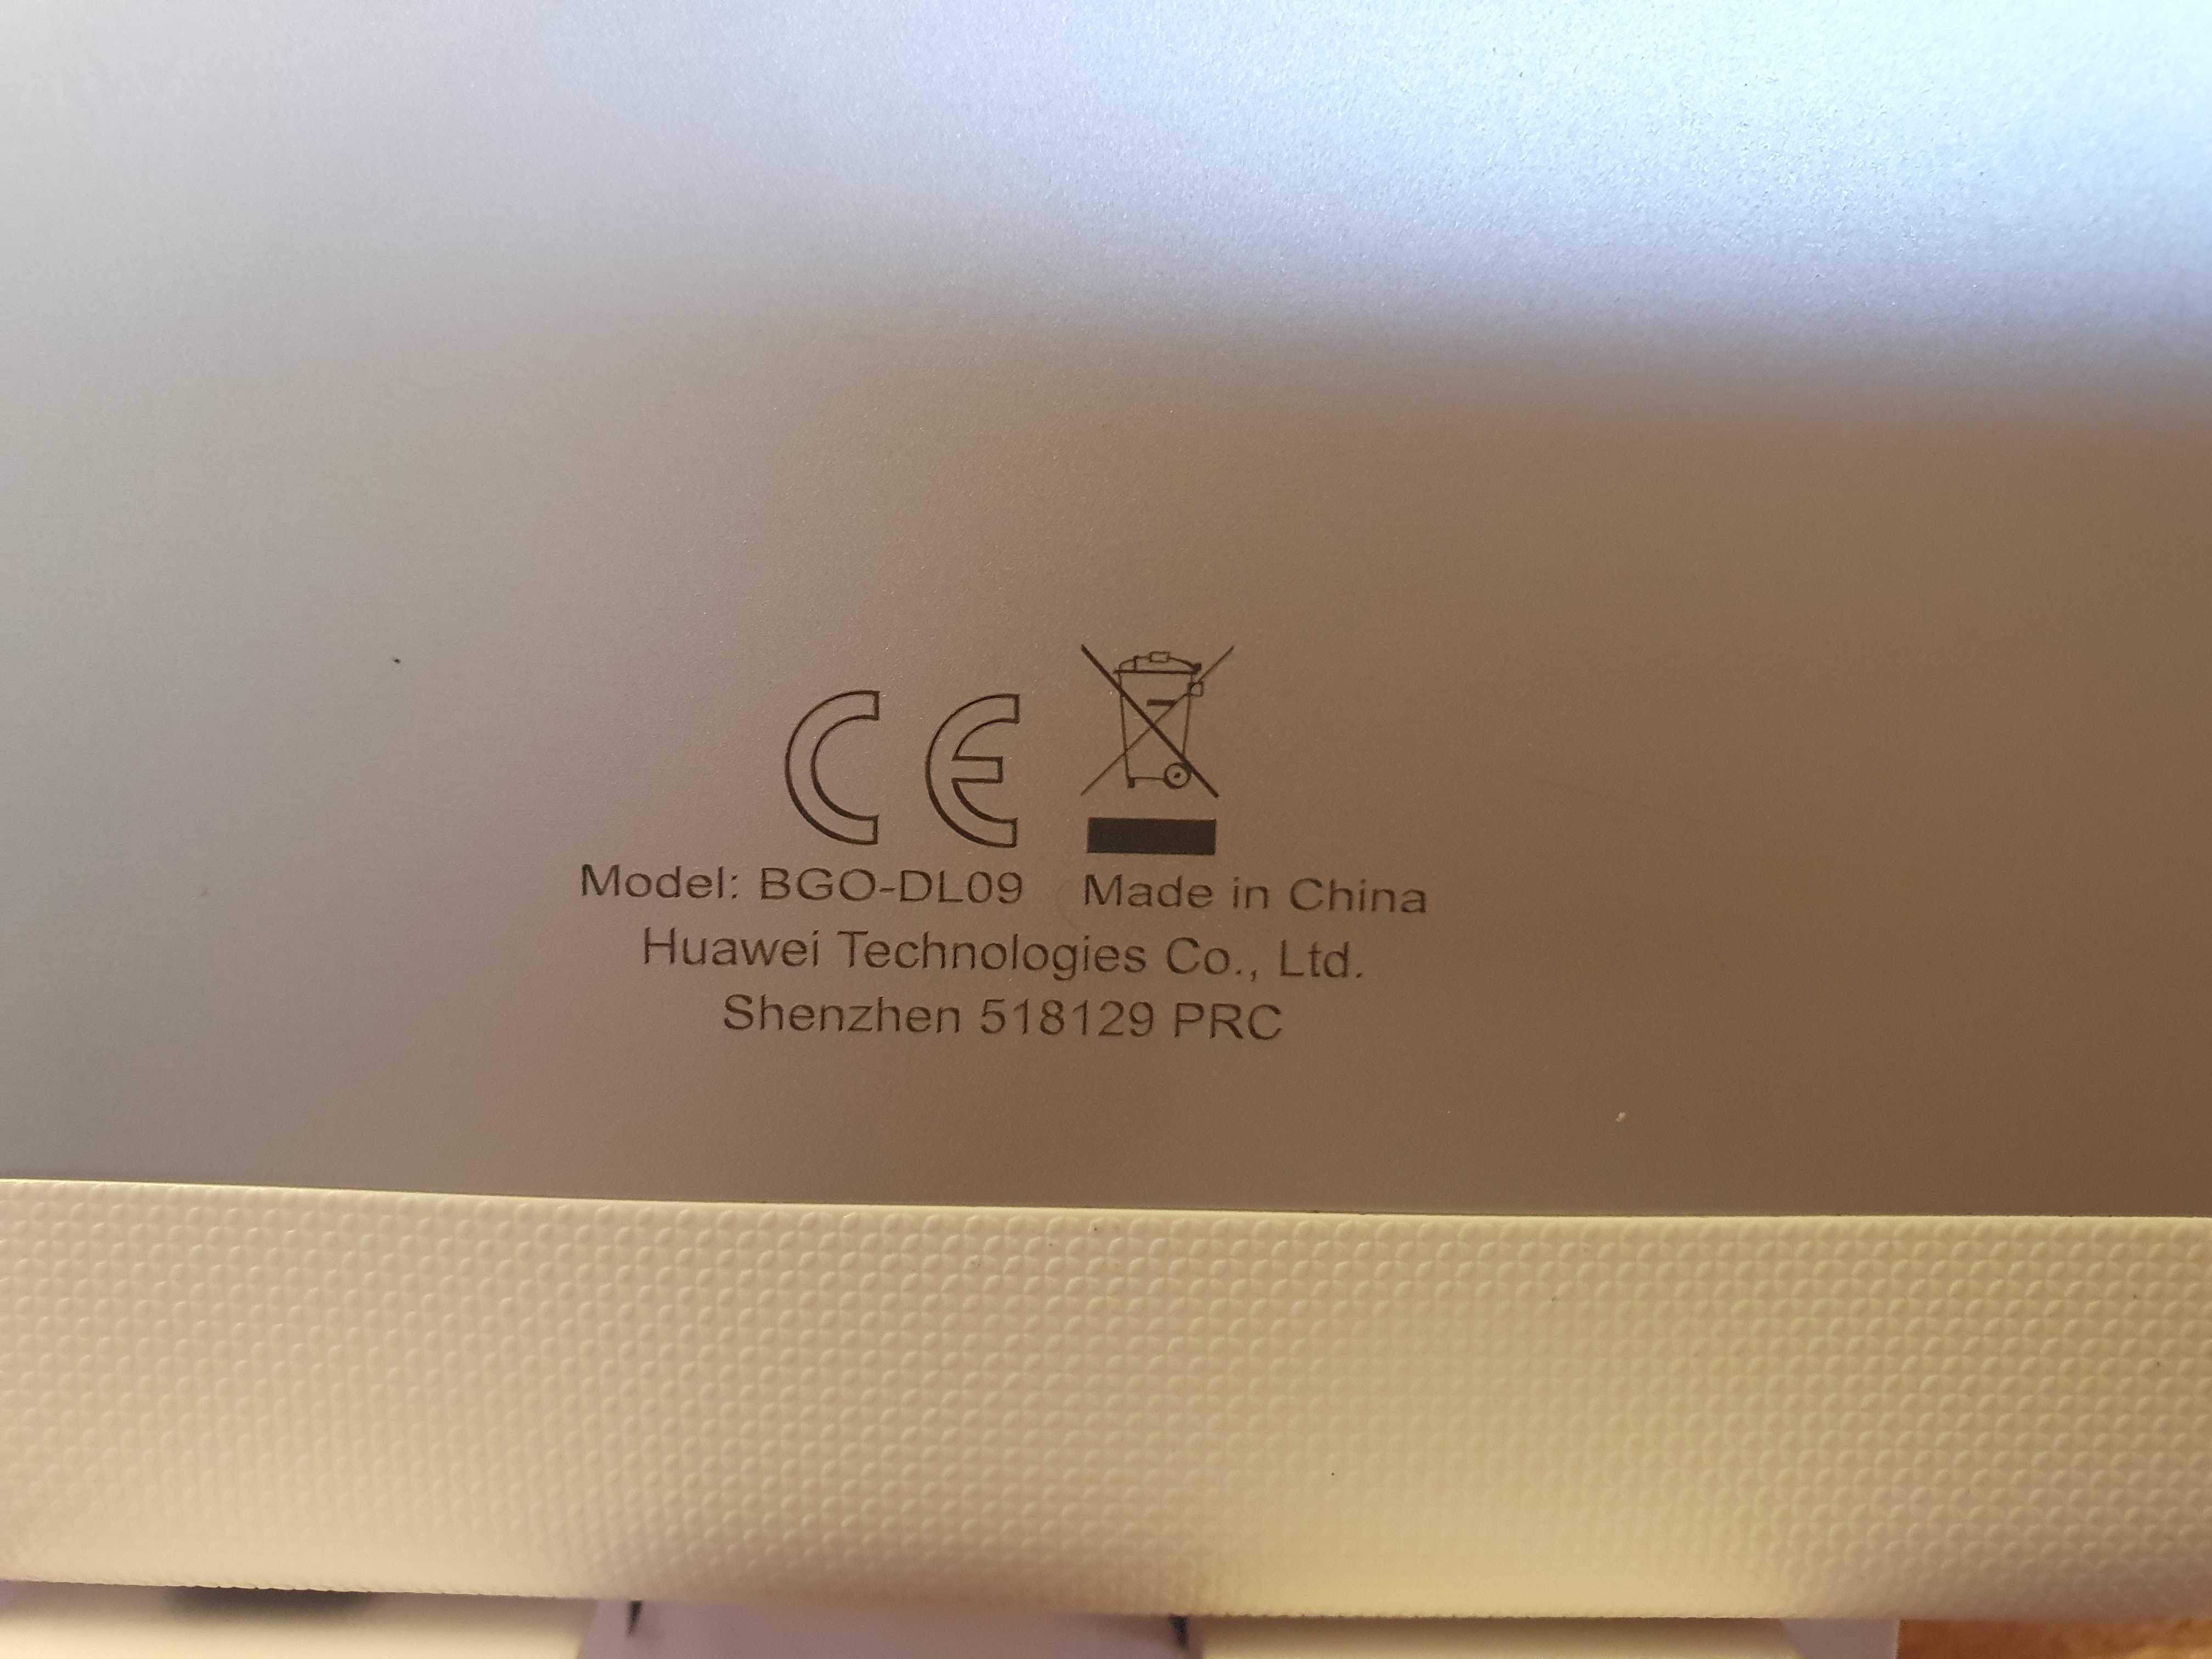 CE
Model: BGO-DL09 Made in China
Huawei Technologies Co., Ltd.
Shenzhen 518129 PRC